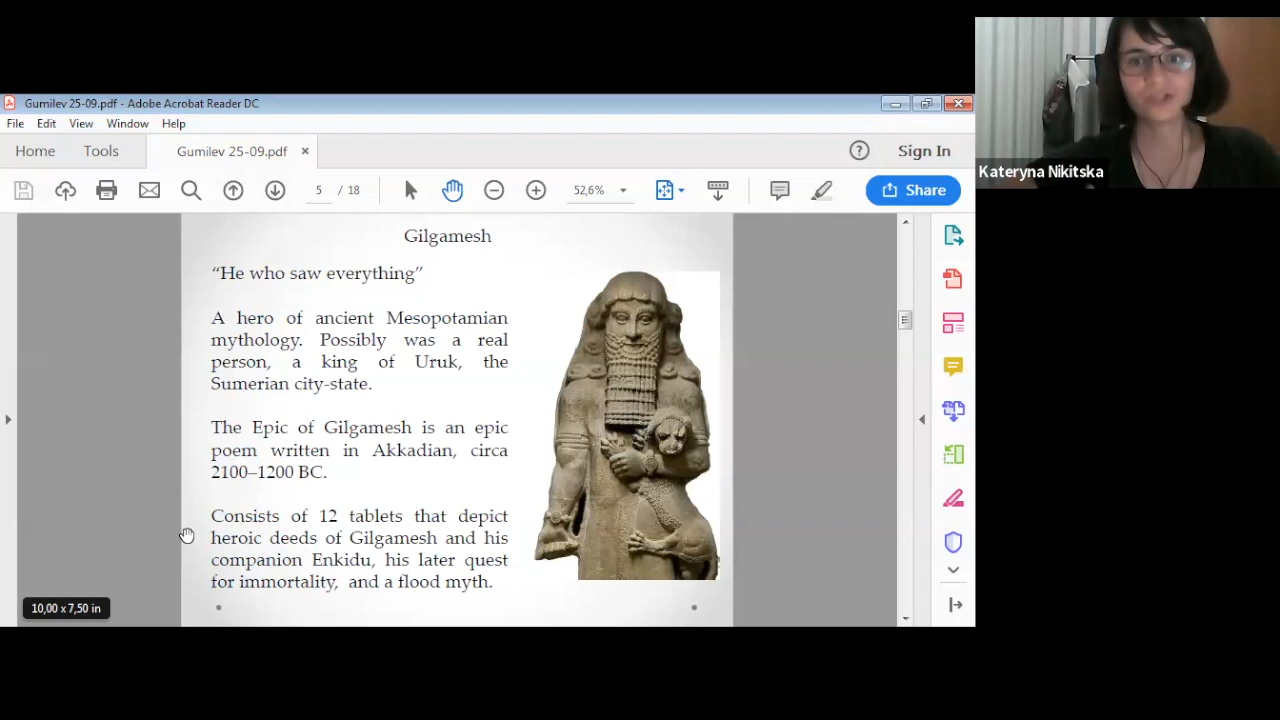 Gumilev 25-09.pdf - Adobe Acrobat Reader DC
File Edit View Window Help
Home Tools Gumilev 25-09.pdf × Sign In
5 / 18 52,6% Share
Kateryna Nikitska
Gilgamesh
“He who saw everything”
A hero of ancient Mesopotamian
mythology. Possibly was a real
person, a king of Uruk, the
Sumerian city-state.
The Epic of Gilgamesh is an epic
poem written in Akkadian, circa
2100–1200 BC.
Consists of 12 tablets that depict
heroic deeds of Gilgamesh and his
companion Enkidu, his later quest
for immortality, and a flood myth.
10,00 x 7,50 in